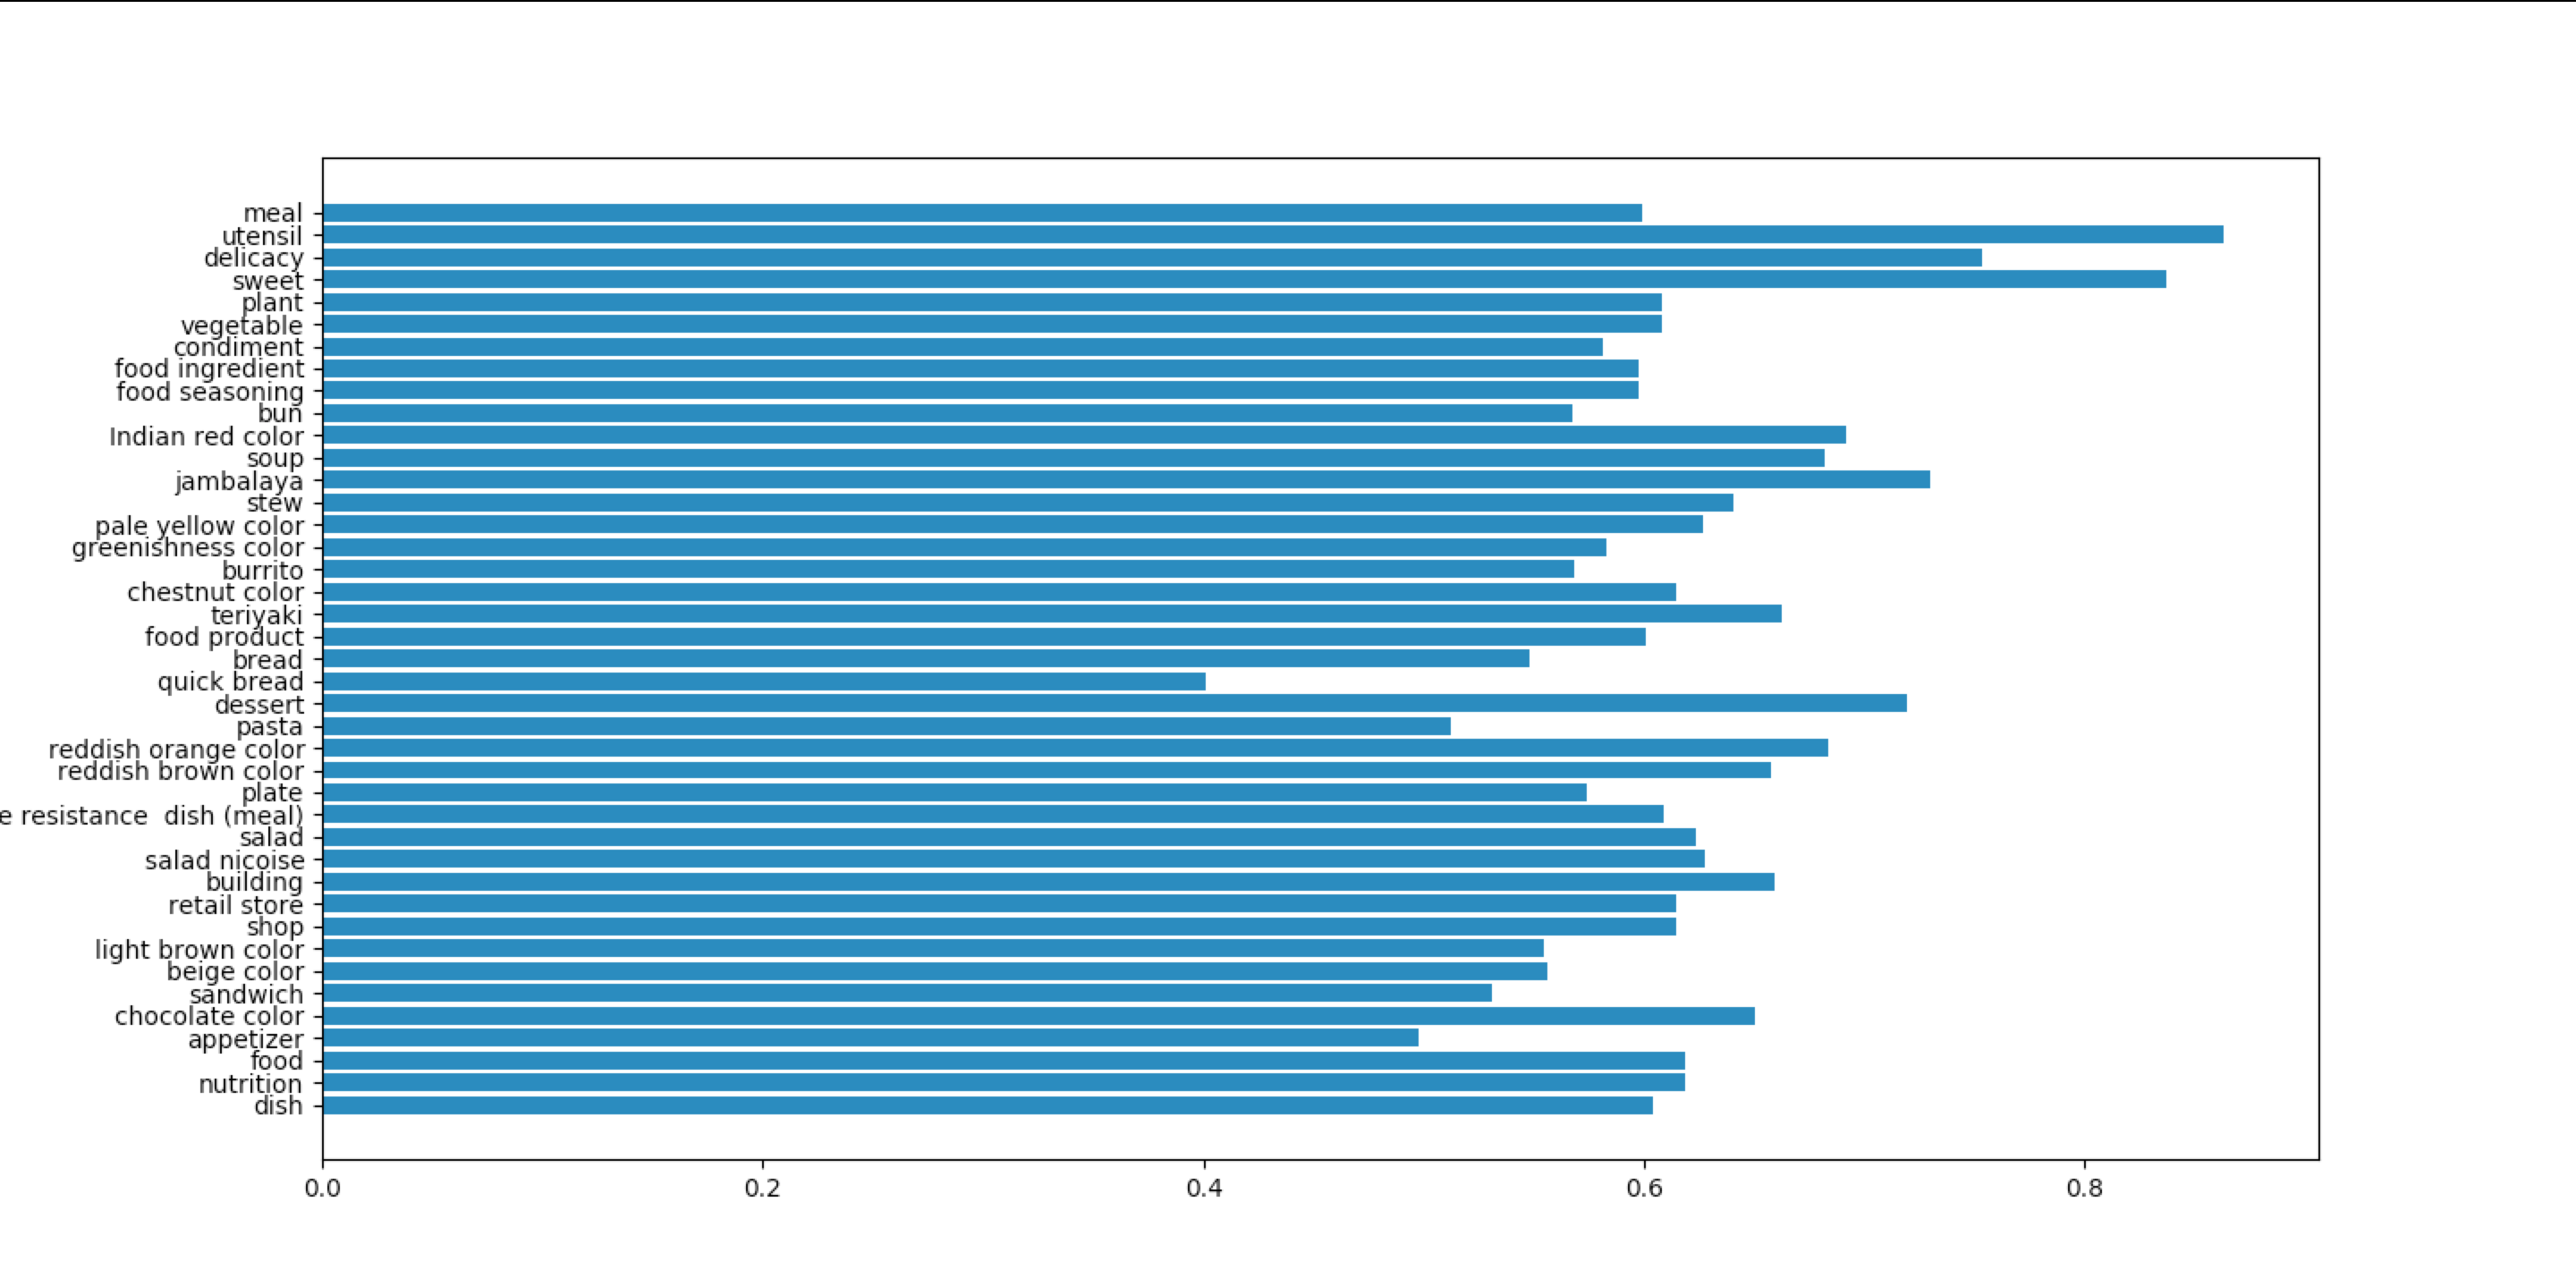 meal
utensil
delicacy
sweet
plant
vegetable
condiment
food ingredient
food seasoning
bun
Indian red color
soup
jambalaya
stew
pale yellow color
greenishness color
burrito
chestnut color
teriyaki
food product
bread
quick bread
dessert
pasta
reddish orange color
reddish brown color
plate
e resistance  dish (meal)
salad
salad nicoise
building
retail store
shop
light brown color
beige color
sandwich
chocolate color
appetizer
food
nutrition
dish
0.0 0.2 0.4 0.6 0.8